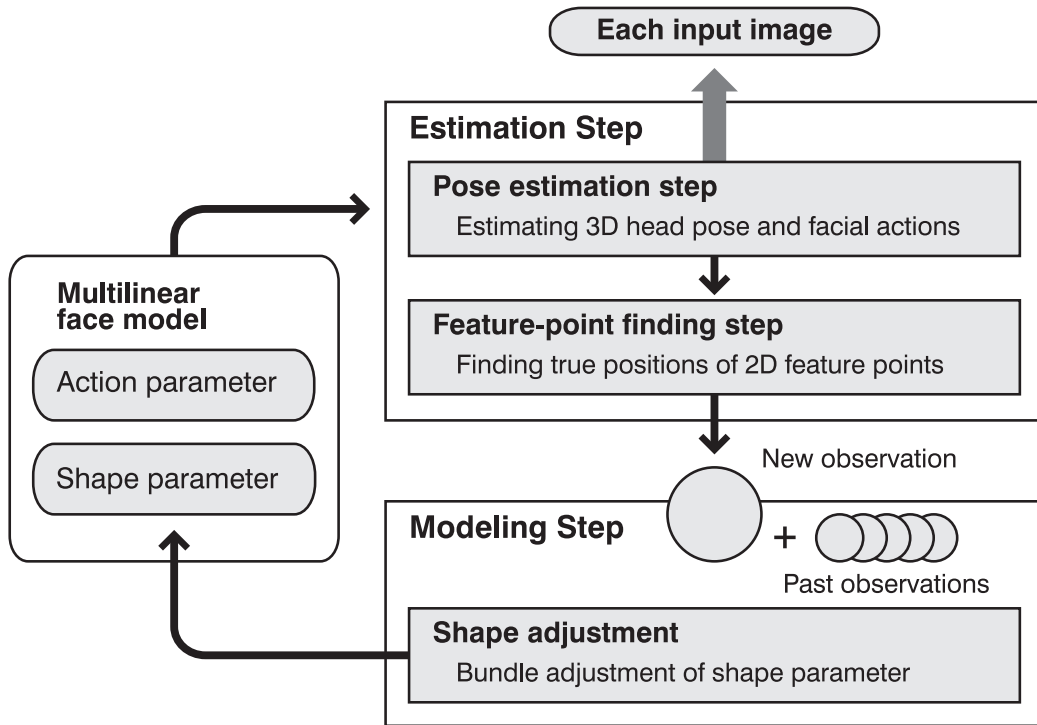 Each input image
Estimation Step
Pose estimation step
Estimating 3D head pose and facial actions
Feature-point finding step
Finding true positions of 2D feature points
Multilinear
face model
Action parameter
Shape parameter
New observation
Modeling Step
+
Past observations
Shape adjustment
Bundle adjustment of shape parameter